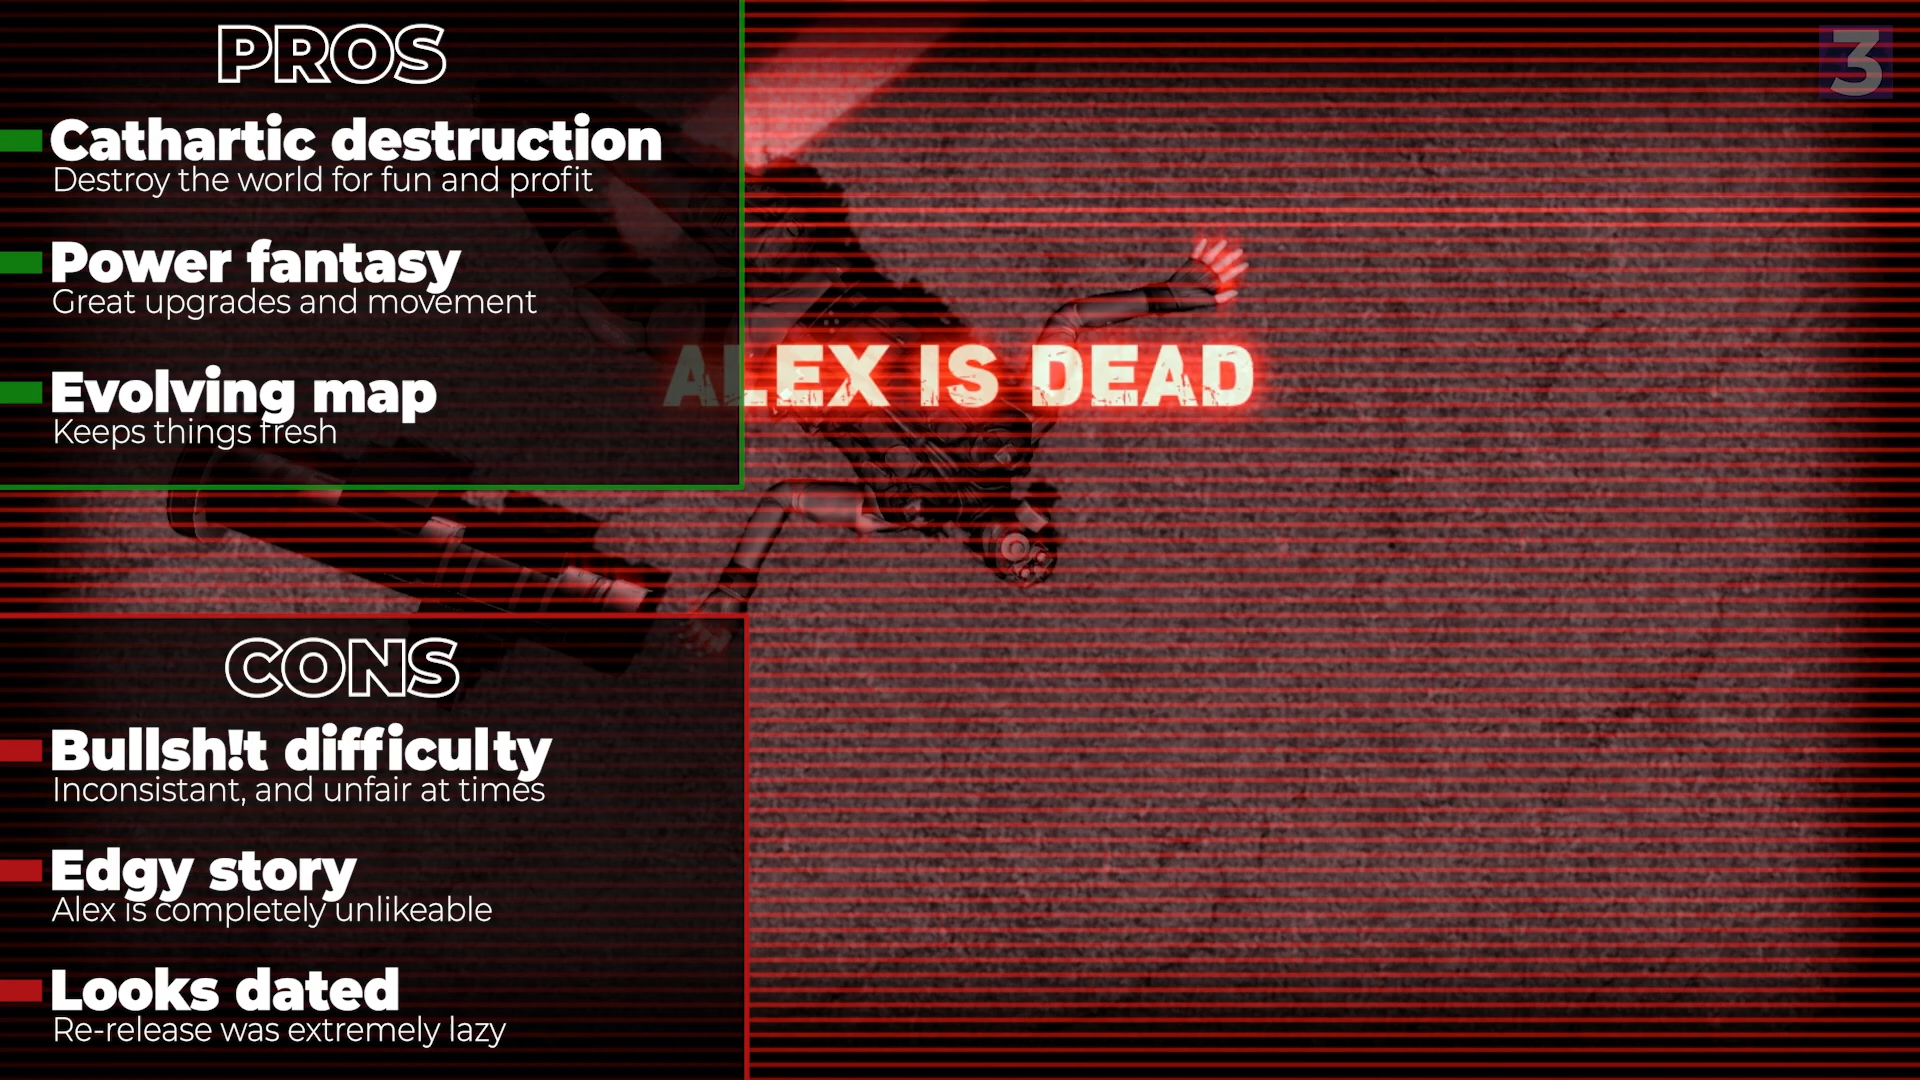 PROS
Cathartic destruction
Destroy the world for fun and profit
Power fantasy
Great upgrades and movement
Evolving map
Keeps things fresh
ALEX IS DEAD
CONS
Bullsh!t difficulty
Inconsistant, and unfair at times
Edgy story
Alex is completely unlikeable
Looks dated
Re-release was extremely lazy
3